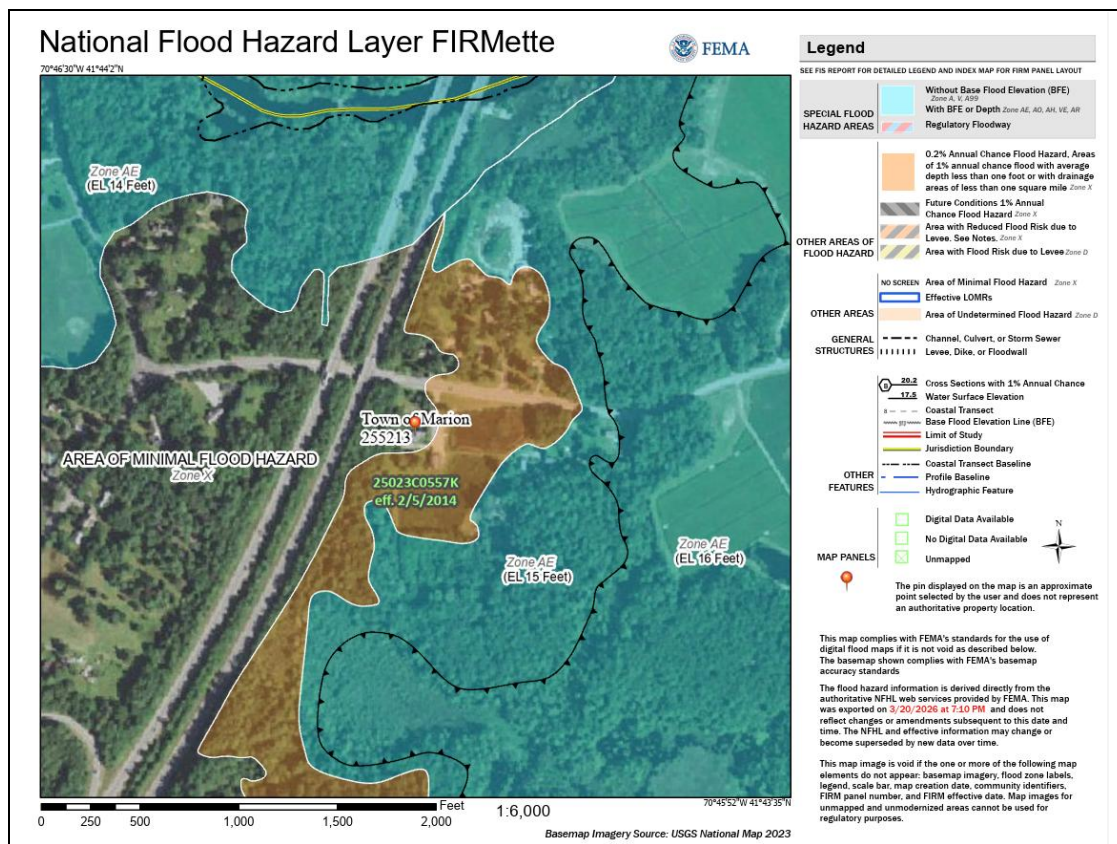 National Flood Hazard Layer FIRMette
FEMA
70°46'30"W 41°44'2"N
Zone AE
(EL 14 Feet)
Town of Marion
255213
AREA OF MINIMAL FLOOD HAZARD
Zone X
25023C0557K
eff. 2/5/2014
Zone AE
(EL 15 Feet)
Zone AE
(EL 16 Feet)
70°45'52"W 41°43'35"N
Feet
1:6,000
0 250 500 1,000 1,500 2,000
Basemap Imagery Source: USGS National Map 2023
Legend
SEE FIS REPORT FOR DETAILED LEGEND AND INDEX MAP FOR FIRM PANEL LAYOUT
SPECIAL FLOOD
HAZARD AREAS
Without Base Flood Elevation (BFE)
Zone A, V, A99
With BFE or Depth Zone AE, AO, AH, VE, AR
Regulatory Floodway
OTHER AREAS OF
FLOOD HAZARD
0.2% Annual Chance Flood Hazard, Areas
of 1% annual chance flood with average
depth less than one foot or with drainage
areas of less than one square mile Zone X
Future Conditions 1% Annual
Chance Flood Hazard Zone X
Area with Reduced Flood Risk due to
Levee. See Notes. Zone X
Area with Flood Risk due to Levee Zone D
OTHER AREAS
NO SCREEN Area of Minimal Flood Hazard Zone X
Effective LOMRs
Area of Undetermined Flood Hazard Zone D
GENERAL
STRUCTURES
Channel, Culvert, or Storm Sewer
Levee, Dike, or Floodwall
OTHER
FEATURES
B 20.2 Cross Sections with 1% Annual Chance
17.5 Water Surface Elevation
8 Coastal Transect
513 Base Flood Elevation Line (BFE)
Limit of Study
Jurisdiction Boundary
Coastal Transect Baseline
Profile Baseline
Hydrographic Feature
MAP PANELS
Digital Data Available
No Digital Data Available
Unmapped
N
The pin displayed on the map is an approximate
point selected by the user and does not represent
an authoritative property location.
This map complies with FEMA's standards for the use of
digital flood maps if it is not void as described below.
The basemap shown complies with FEMA's basemap
accuracy standards
The flood hazard information is derived directly from the
authoritative NFHL web services provided by FEMA. This map
was exported on 3/20/2026 at 7:10 PM and does not
reflect changes or amendments subsequent to this date and
time. The NFHL and effective information may change or
become superseded by new data over time.
This map image is void if the one or more of the following map
elements do not appear: basemap imagery, flood zone labels,
legend, scale bar, map creation date, community identifiers,
FIRM panel number, and FIRM effective date. Map images for
unmapped and unmodernized areas cannot be used for
regulatory purposes.